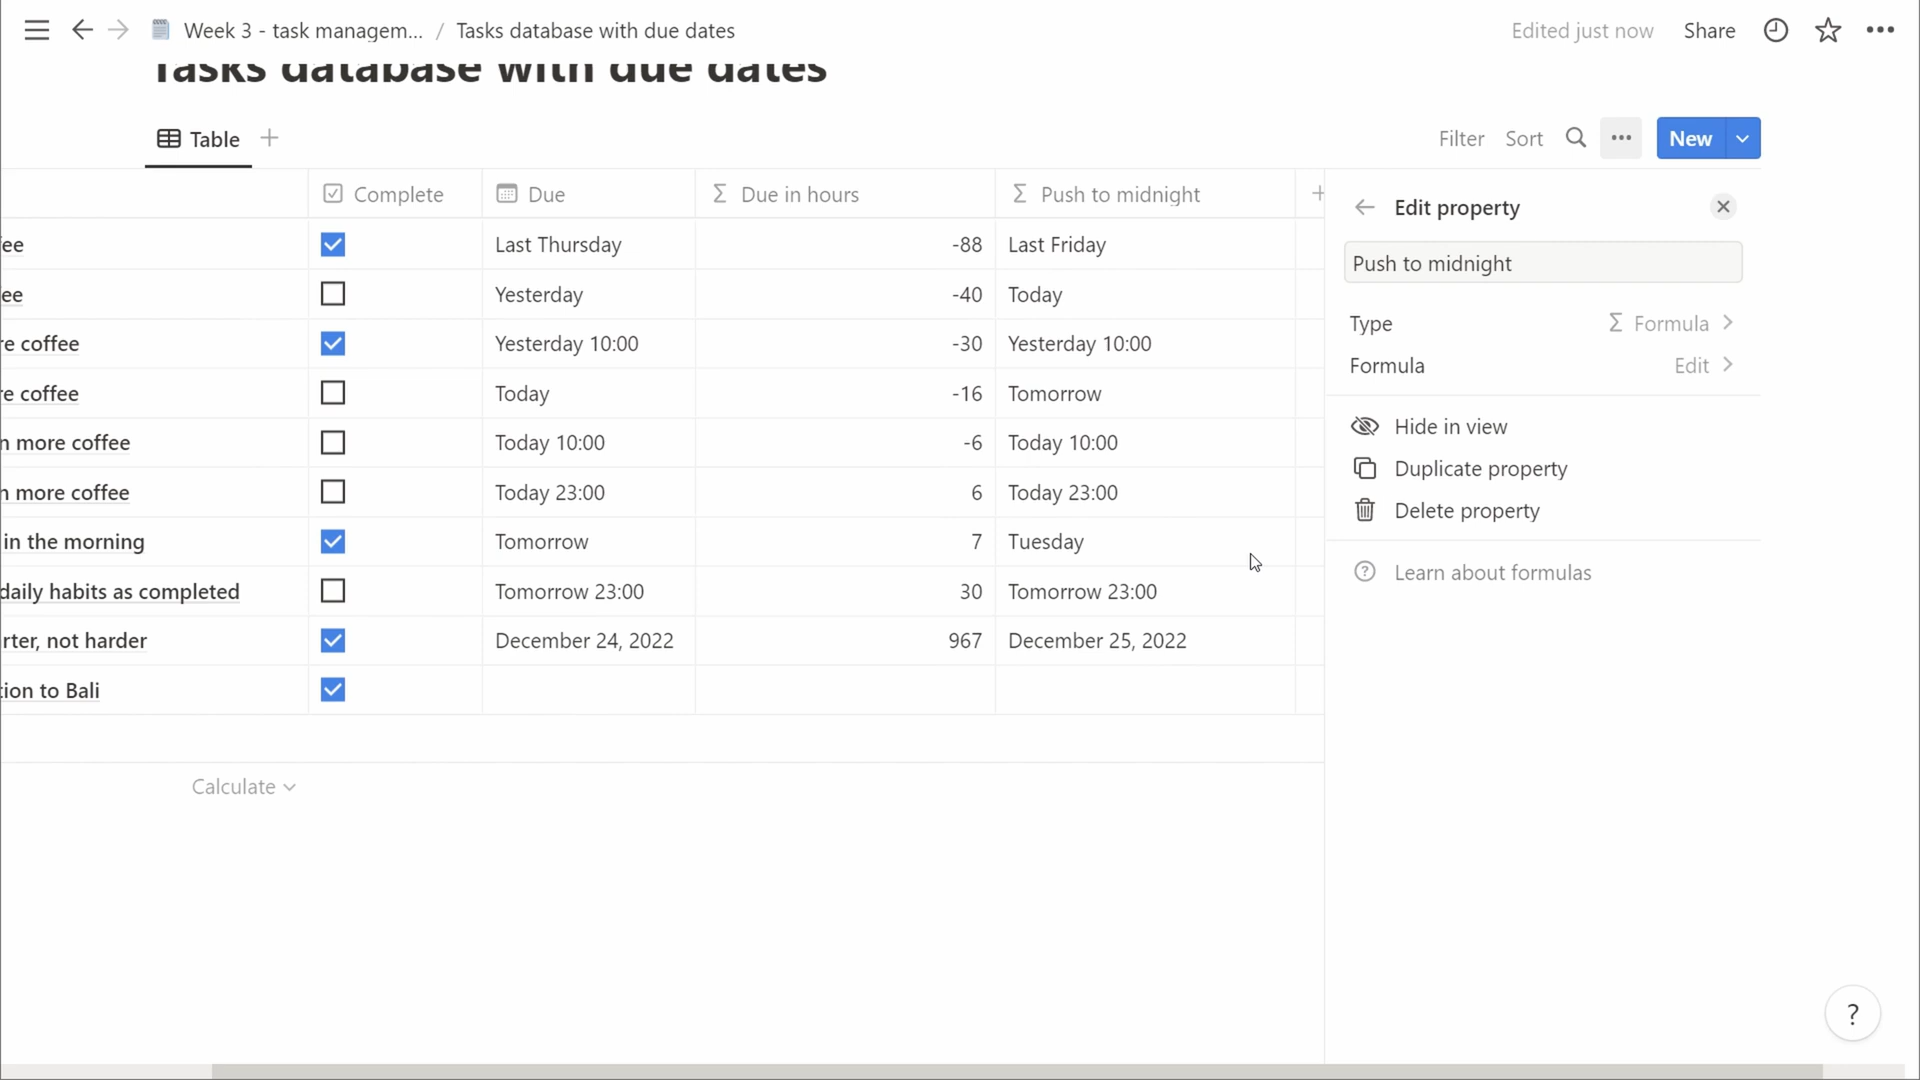 Week 3 - task managem... / Tasks database with due dates
Edited just now Share
Tasks database with due dates
Table
Filter Sort New
Complete Due Due in hours Push to midnight
ee Last Thursday -88 Last Friday
ee Yesterday -40 Today
re coffee Yesterday 10:00 -30 Yesterday 10:00
re coffee Today -16 Tomorrow
n more coffee Today 10:00 -6 Today 10:00
n more coffee Today 23:00 6 Today 23:00
in the morning Tomorrow 7 Tuesday
daily habits as completed Tomorrow 23:00 30 Tomorrow 23:00
rter, not harder December 24, 2022 967 December 25, 2022
tion to Bali
Calculate
Edit property
Push to midnight
Type Σ Formula
Formula Edit
Hide in view
Duplicate property
Delete property
Learn about formulas
?